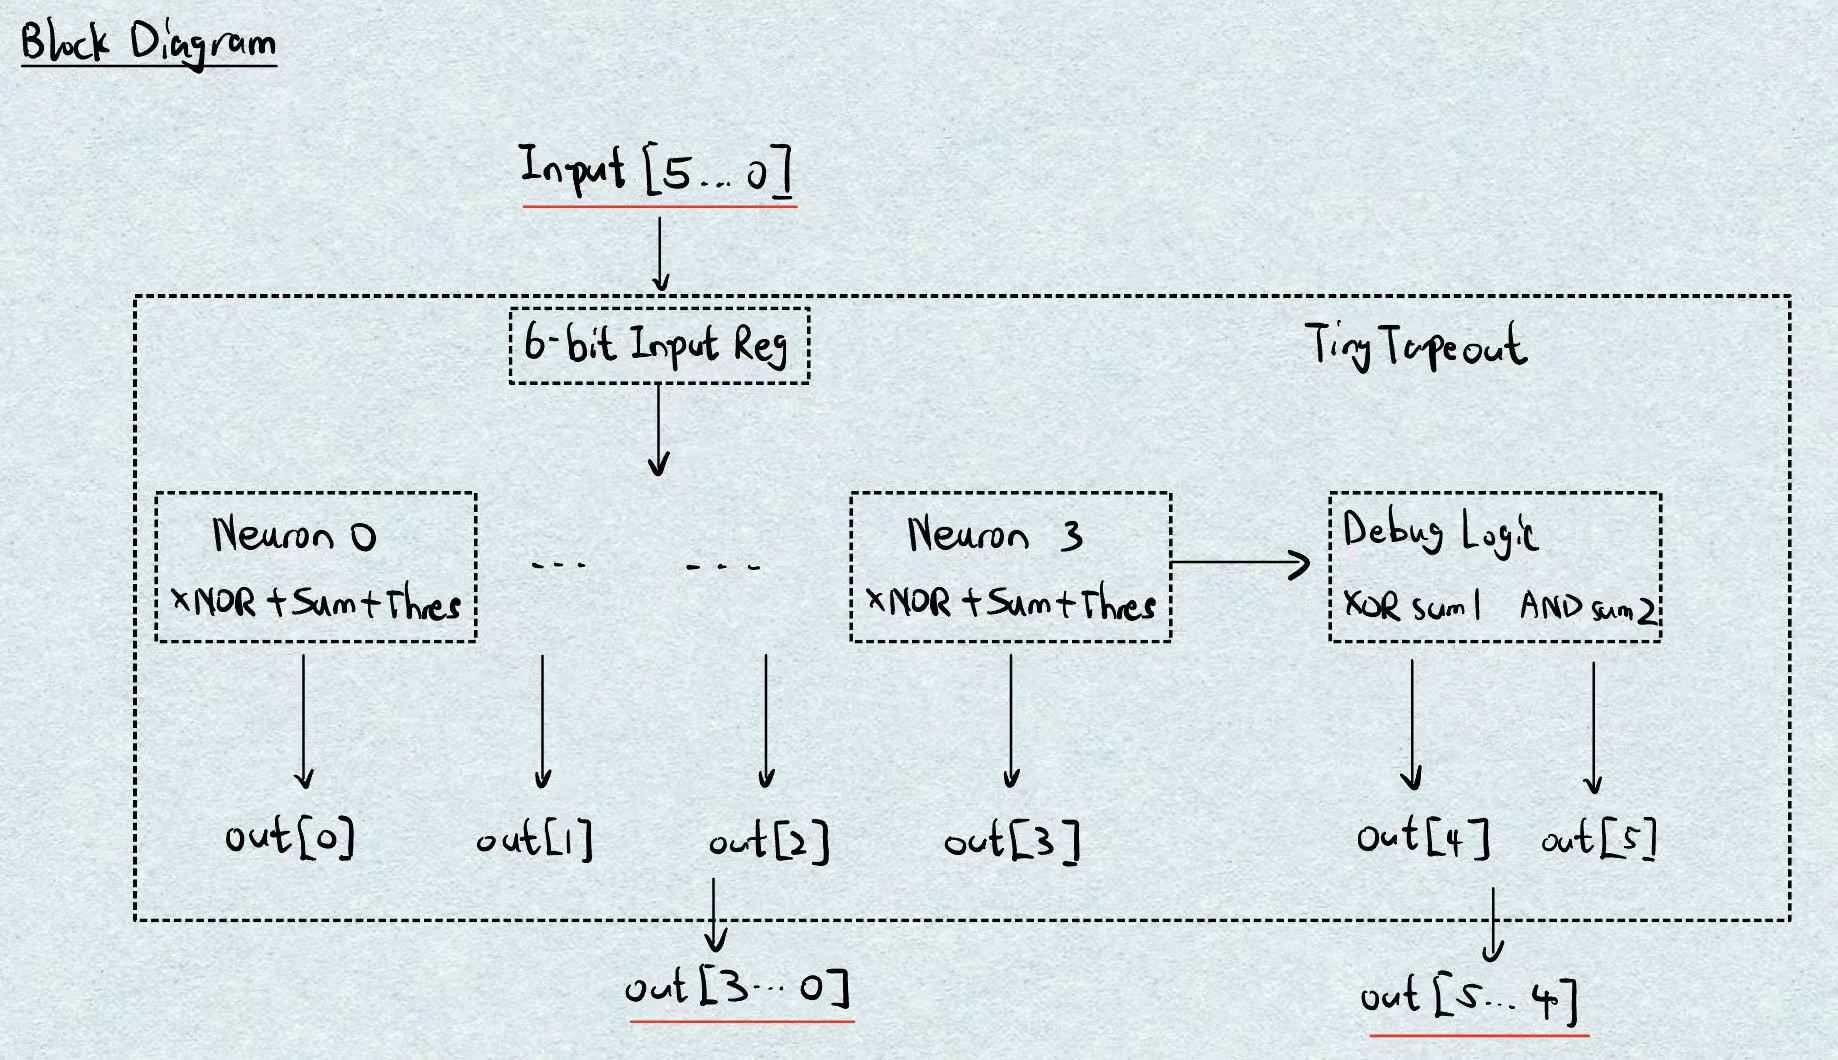 Block Diagram
Input [5... 0]
6-bit Input Reg
Tiny Tapeout
Neuron 0
XNOR + Sum + Thres
... ...
Neuron 3
XNOR + Sum + Thres
Debug Logic
XOR sum1 AND sum2
out[0] out[1] out[2] out[3] out[4] out[5]
out[3... 0]
out[5... 4]